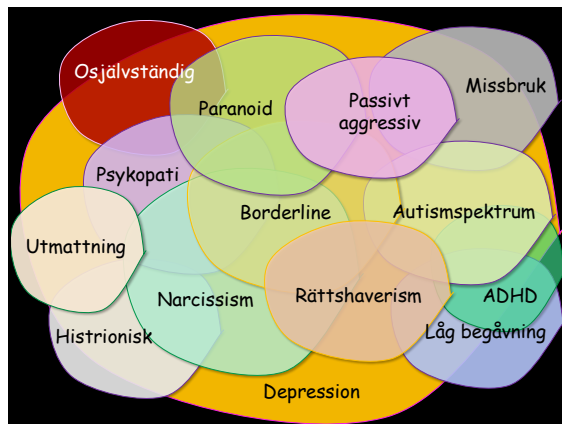 Osjälvständig
Paranoid
Passivt
aggressiv
Missbruk
Psykopati
Borderline
Autismspektrum
Utmattning
Narcissism
Rättshaverism
ADHD
Histrionisk
Låg begåvning
Depression